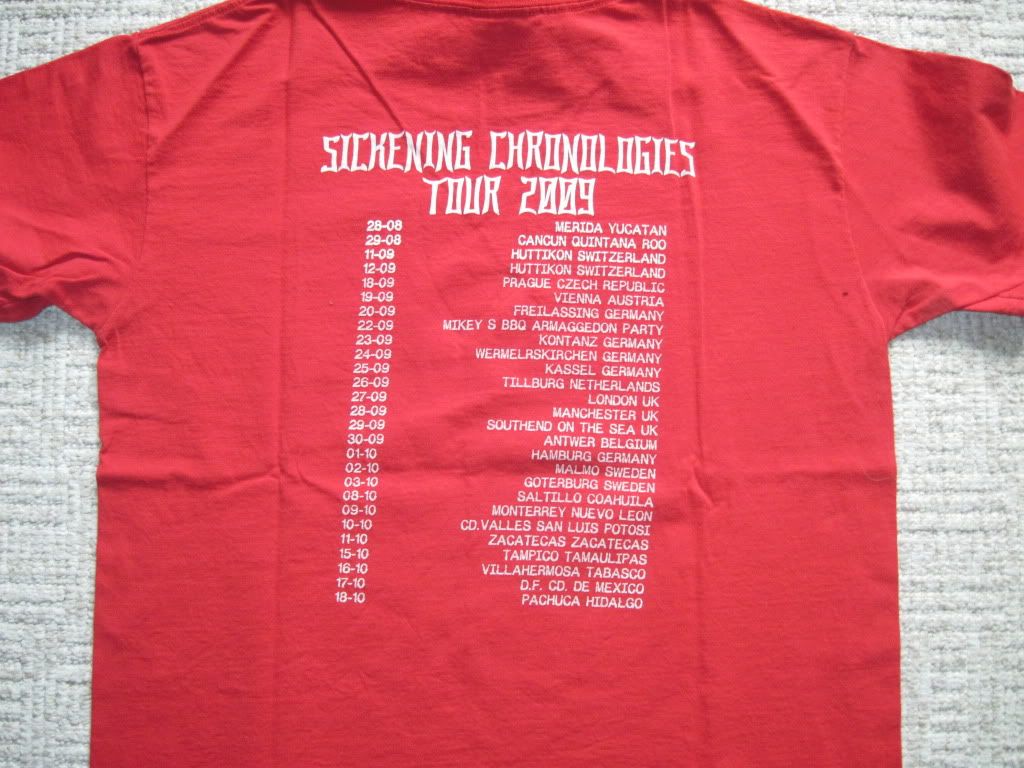 SICKENING CHRONOLOGIES
TOUR 2009
28-08 MERIDA YUCATAN
29-08 CANCUN QUINTANA ROO
11-09 HUTTIKON SWITZERLAND
12-09 HUTTIKON SWITZERLAND
18-09 PRAGUE CZECH REPUBLIC
19-09 VIENNA AUSTRIA
20-09 FREILASSING GERMANY
22-09 MIKEY S BBQ ARMAGGEDON PARTY
23-09 KONTANZ GERMANY
24-09 WERMELRSKIRCHEN GERMANY
25-09 KASSEL GERMANY
26-09 TILLBURG NETHERLANDS
27-09 LONDON UK
28-09 MANCHESTER UK
29-09 SOUTHEND ON THE SEA UK
30-09 ANTWER BELGIUM
01-10 HAMBURG GERMANY
02-10 MALMO SWEDEN
03-10 GOTERBURG SWEDEN
08-10 SALTILLO COAHUILA
09-10 MONTERREY NUEVO LEON
10-10 CD.VALLES SAN LUIS POTOSI
11-10 ZACATECAS ZACATECAS
15-10 TAMPICO TAMAULIPAS
16-10 VILLAHERMOSA TABASCO
17-10 D.F. CD. DE MEXICO
18-10 PACHUCA HIDALGO